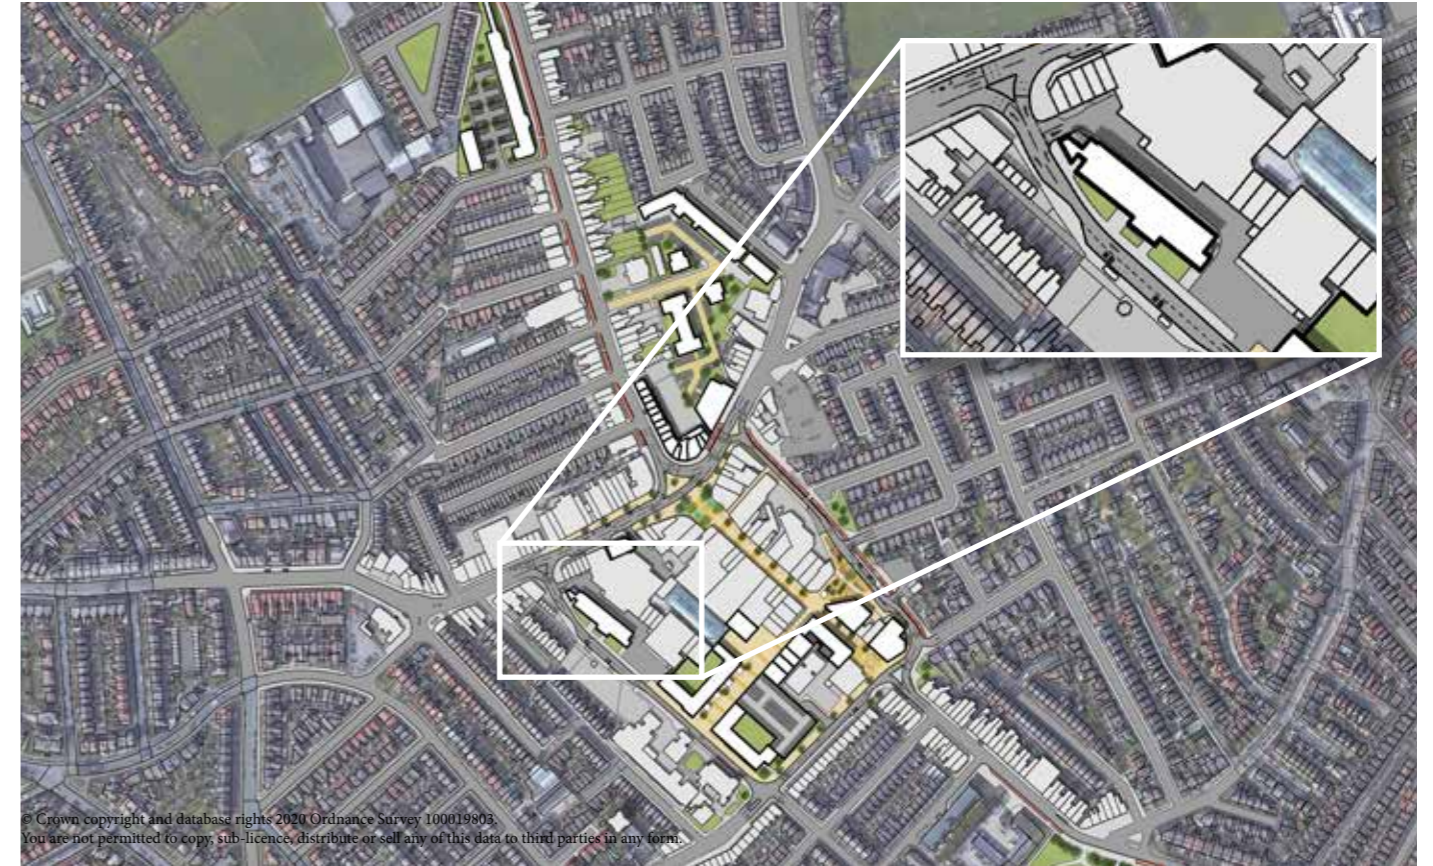 © Crown copyright and database rights 2020 Ordnance Survey 100019803.
You are not permitted to copy, sub-licence, distribute or sell any of this data to third parties in any form.